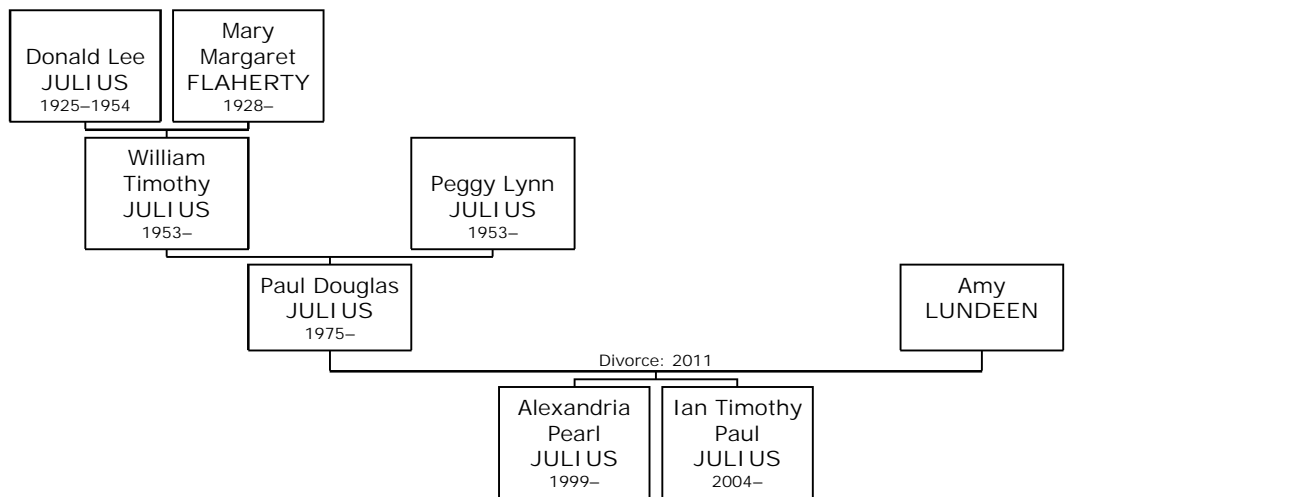 Donald Lee
JULIUS
1925–1954
Mary
Margaret
FLAHERTY
1928–
William
Timothy
JULIUS
1953–
Peggy Lynn
JULIUS
1953–
Paul Douglas
JULIUS
1975–
Amy
LUNDEEN
Divorce: 2011
Alexandria
Pearl
JULIUS
1999–
Ian Timothy
Paul
JULIUS
2004–